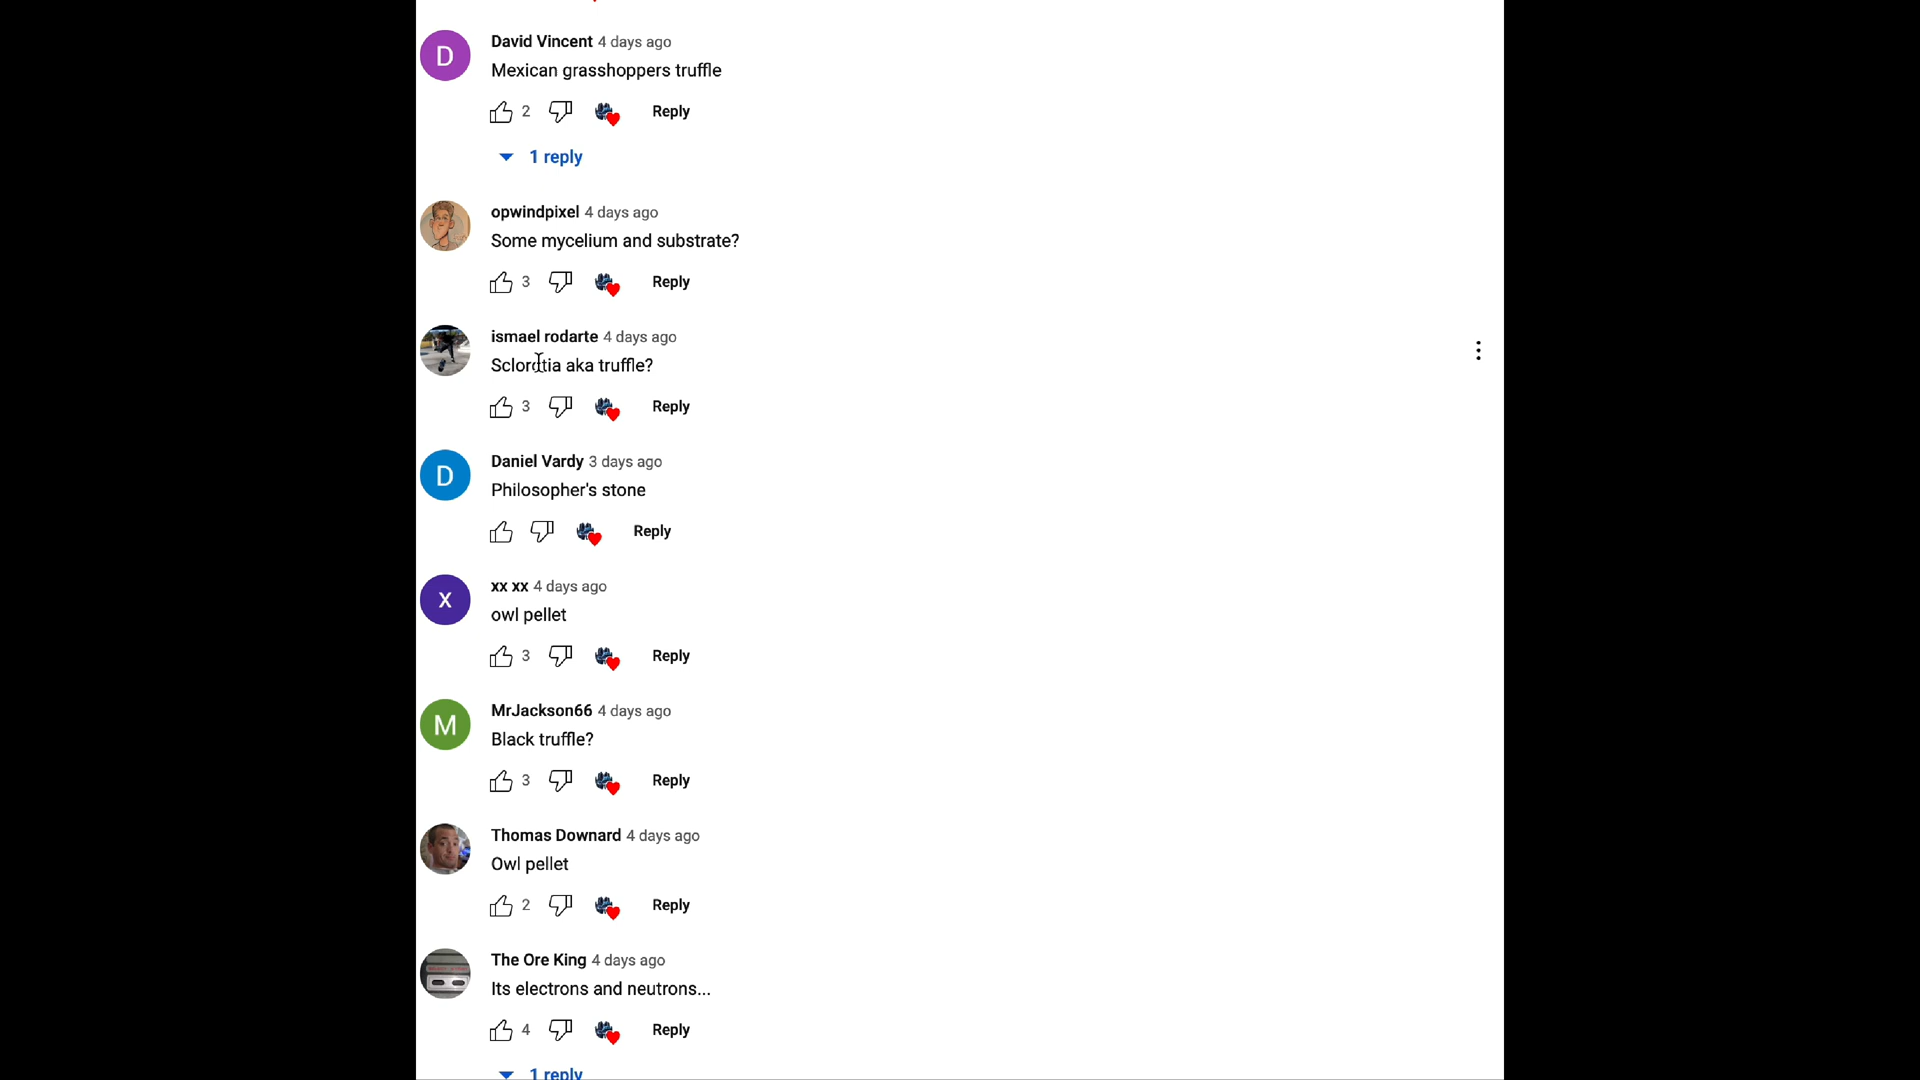 D
David Vincent 4 days ago
Mexican grasshoppers truffle
2 Reply
1 reply
opwindpixel 4 days ago
Some mycelium and substrate?
3 Reply
ismael rodarte 4 days ago
Sclorotia aka truffle?
3 Reply
D
Daniel Vardy 3 days ago
Philosopher's stone
Reply
X
xx xx 4 days ago
owl pellet
3 Reply
M
MrJackson66 4 days ago
Black truffle?
3 Reply
Thomas Downard 4 days ago
Owl pellet
2 Reply
The Ore King 4 days ago
Its electrons and neutrons...
4 Reply
1 reply